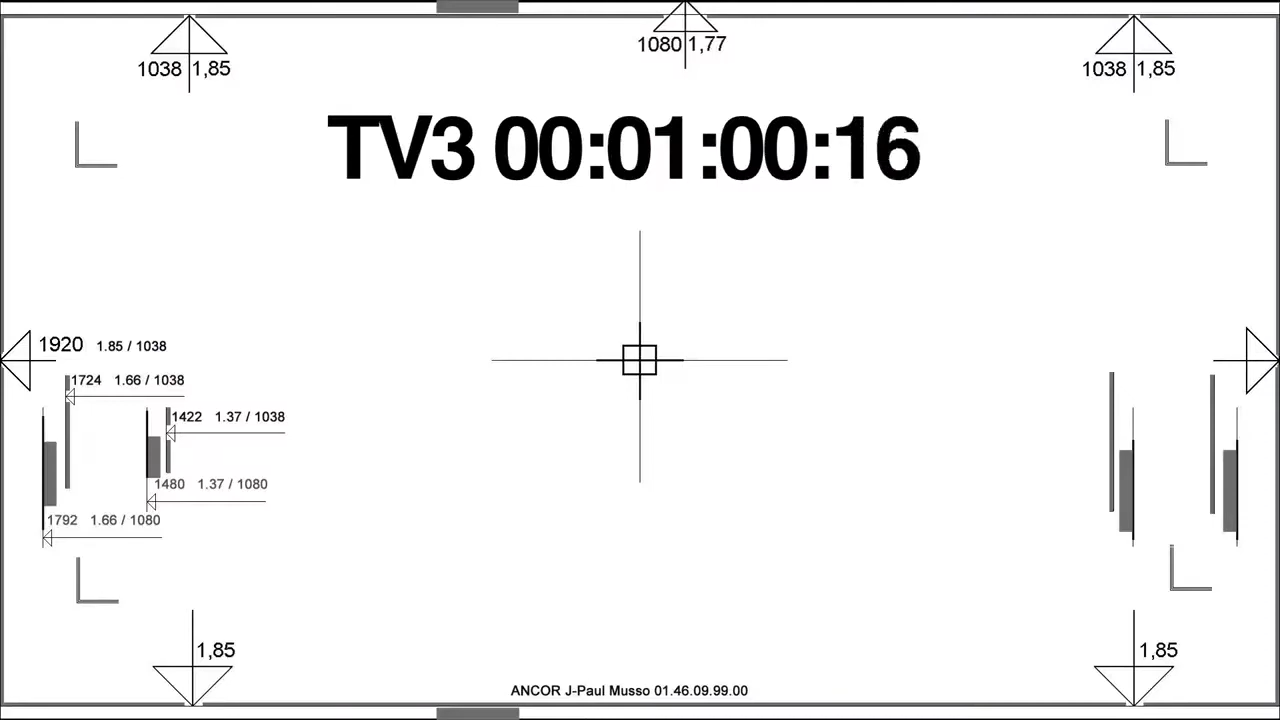 1080 1,77
1038 1,85
1038 1,85
TV3 00:01:00:16
1920 1.85 / 1038
1724 1.66 / 1038
1422 1.37 / 1038
1480 1.37 / 1080
1792 1.66 / 1080
1,85
1,85
ANCOR J-Paul Musso 01.46.09.99.00